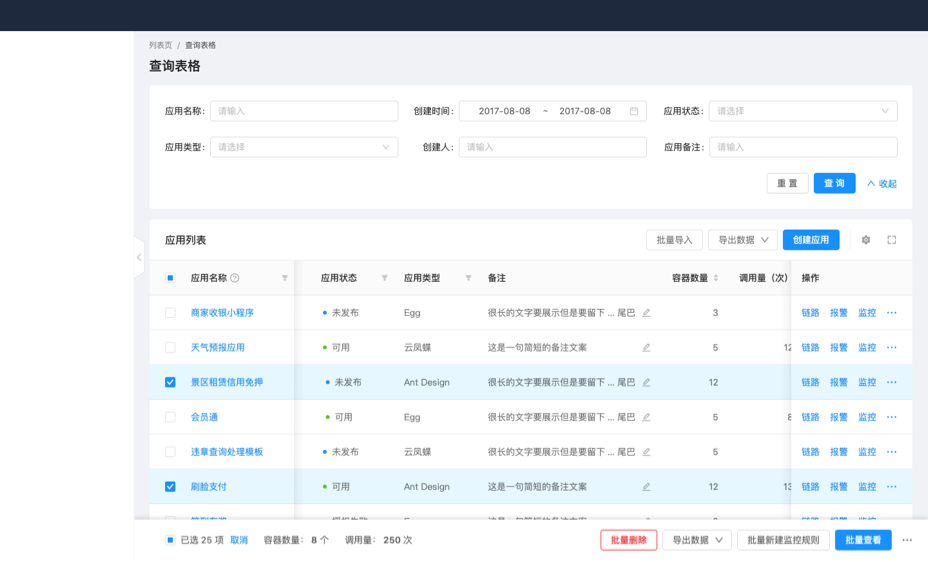 列表页 / 查询表格
查询表格
应用名称: 请输入 创建时间: 2017-08-08 ~ 2017-08-08 应用状态: 请选择
应用类型: 请选择 创建人: 请输入 应用备注: 请输入
重 置 查 询 收起
应用列表 批量导入 导出数据 创建应用
应用名称 应用状态 应用类型 备注 容器数量 调用量(次) 操作
商家收银小程序 未发布 Egg 很长的文字要展示但是要留下 ... 尾巴 3 链路 报警 监控 ...
天气预报应用 可用 云凤蝶 这是一句简短的备注文案 5 12 链路 报警 监控 ...
景区租赁信用免押 未发布 Ant Design 很长的文字要展示但是要留下 ... 尾巴 12 链路 报警 监控 ...
会员通 可用 Egg 很长的文字要展示但是要留下 ... 尾巴 5 8 链路 报警 监控 ...
违章查询处理模板 未发布 云凤蝶 很长的文字要展示但是要留下 ... 尾巴 5 链路 报警 监控 ...
刷脸支付 可用 Ant Design 这是一句简短的备注文案 12 13 链路 报警 监控 ...
已选 25 项 取消 容器数量: 8 个 调用量: 250 次 批量删除 导出数据 批量新建监控规则 批量查看 ...